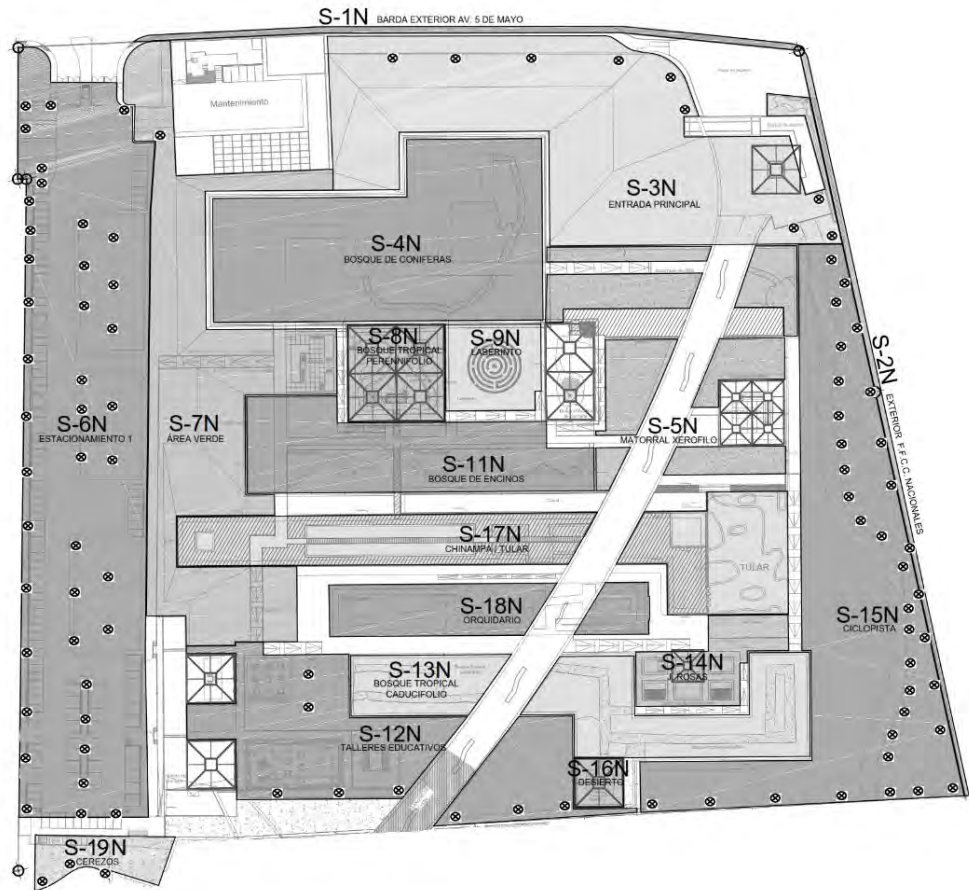 S-1N BARDA EXTERIOR AV. 5 DE MAYO
Mantenimiento
S-3N
ENTRADA PRINCIPAL
S-4N
BOSQUE DE CONIFERAS
S-8N
BOSQUE TROPICAL
PERENNIFOLIO
S-9N
LABERINTO
S-2N EXTERIOR F.F.C.C. NACIONALES
S-6N
ESTACIONAMIENTO 1
S-7N
ÁREA VERDE
S-5N
MATORRAL XEROFILO
S-11N
BOSQUE DE ENCINOS
S-17N
CHINAMPA / TULAR
TULAR
S-18N
ORQUIDARIO
S-15N
CICLOPISTA
S-13N
BOSQUE TROPICAL
CADUCIFOLIO
S-14N
J. ROSAS
S-12N
TALLERES EDUCATIVOS
S-16N
DESIERTO
S-19N
CEREZOS